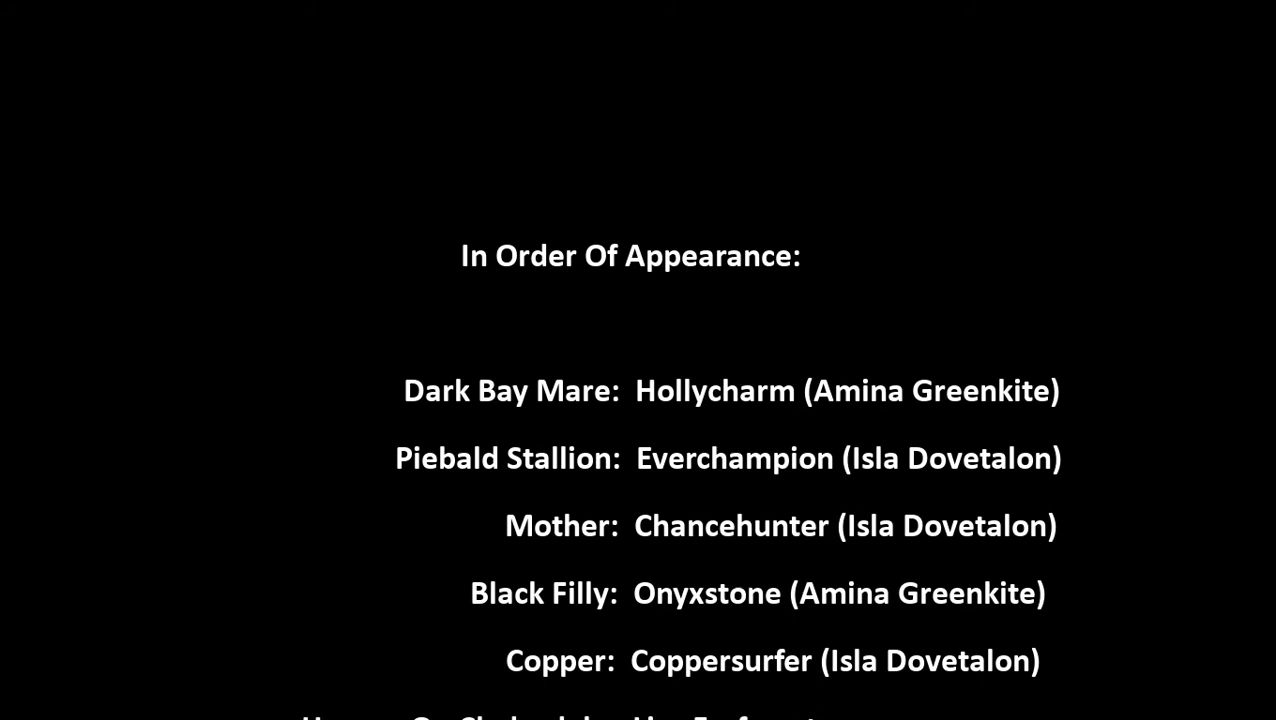 In Order Of Appearance:
Dark Bay Mare: Hollycharm (Amina Greenkite)
Piebald Stallion: Everchampion (Isla Dovetalon)
Mother: Chancehunter (Isla Dovetalon)
Black Filly: Onyxstone (Amina Greenkite)
Copper: Coppersurfer (Isla Dovetalon)